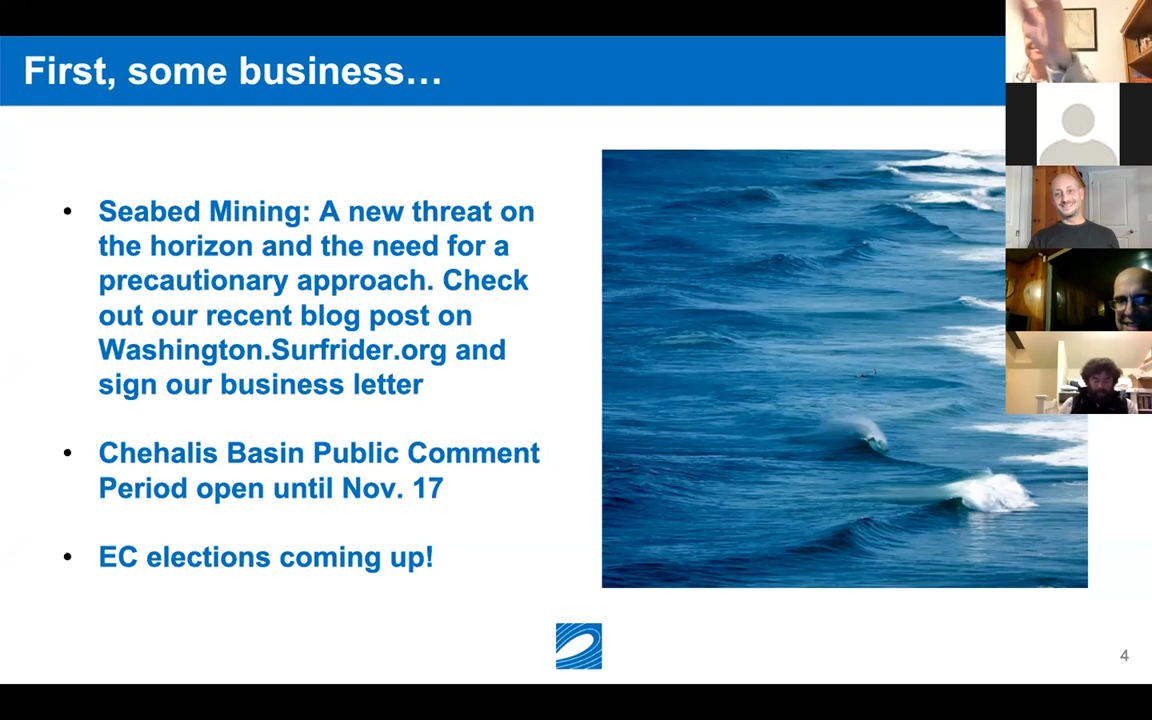 First, some business…
• Seabed Mining: A new threat on
the horizon and the need for a
precautionary approach. Check
out our recent blog post on
Washington.Surfrider.org and
sign our business letter
• Chehalis Basin Public Comment
Period open until Nov. 17
• EC elections coming up!
4